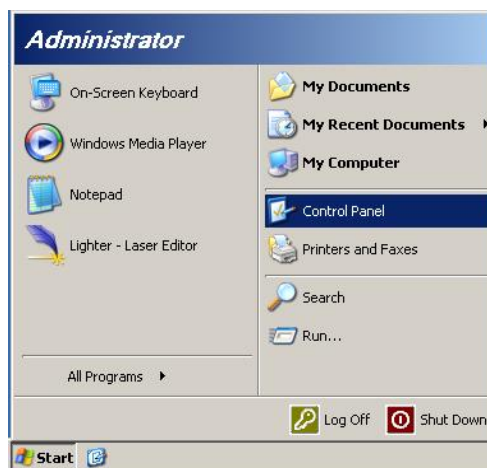 Administrator
On-Screen Keyboard
Windows Media Player
Notepad
Lighter - Laser Editor
All Programs
My Documents
My Recent Documents
My Computer
Control Panel
Printers and Faxes
Search
Run...
Log Off
Shut Down
Start